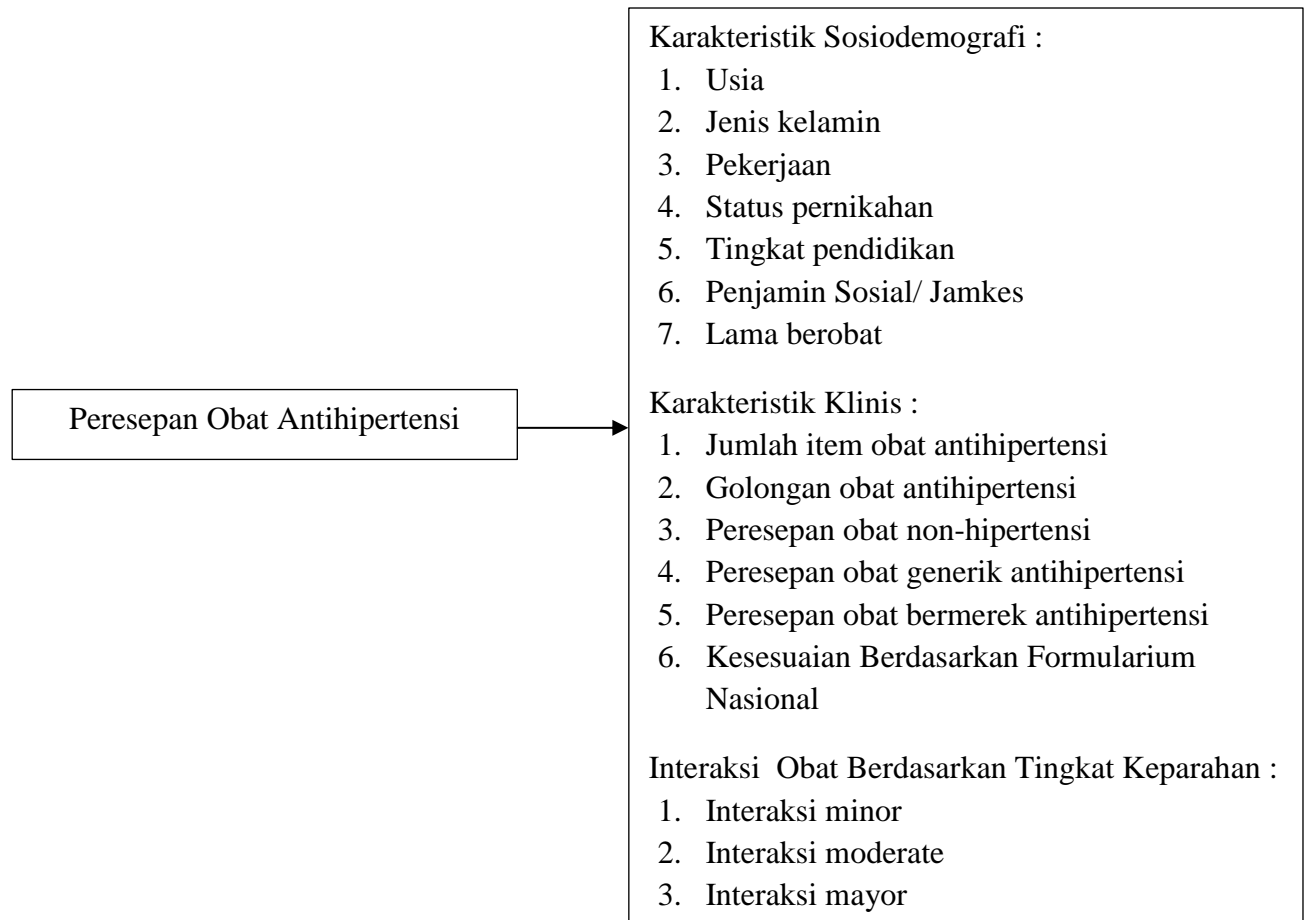 Peresepan Obat Antihipertensi
Karakteristik Sosiodemografi :
1. Usia
2. Jenis kelamin
3. Pekerjaan
4. Status pernikahan
5. Tingkat pendidikan
6. Penjamin Sosial/ Jamkes
7. Lama berobat
Karakteristik Klinis :
1. Jumlah item obat antihipertensi
2. Golongan obat antihipertensi
3. Peresepan obat non-hipertensi
4. Peresepan obat generik antihipertensi
5. Peresepan obat bermerek antihipertensi
6. Kesesuaian Berdasarkan Formularium
Nasional
Interaksi Obat Berdasarkan Tingkat Keparahan :
1. Interaksi minor
2. Interaksi moderate
3. Interaksi mayor